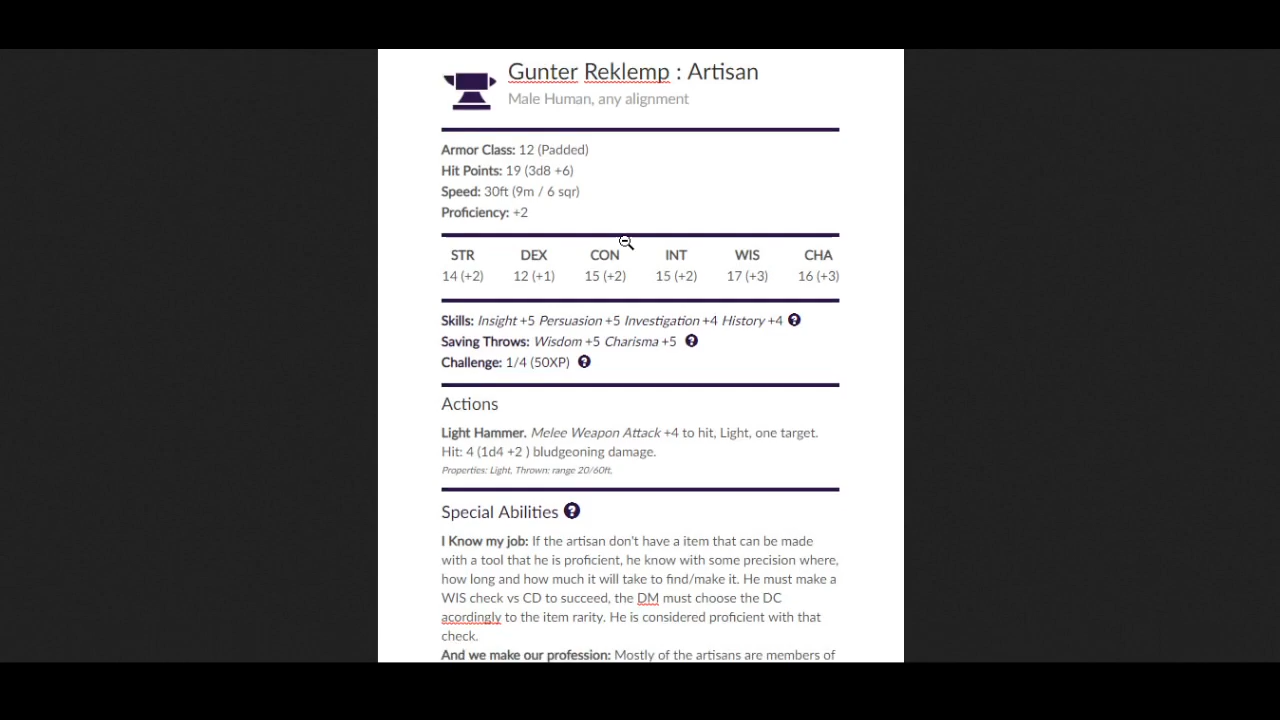 Gunter Reklemp : Artisan
Male Human, any alignment
Armor Class: 12 (Padded)
Hit Points: 19 (3d8 +6)
Speed: 30ft (9m / 6 sqr)
Proficiency: +2
STR DEX CON INT WIS CHA
14 (+2) 12 (+1) 15 (+2) 15 (+2) 17 (+3) 16 (+3)
Skills: Insight +5 Persuasion +5 Investigation +4 History +4 ?
Saving Throws: Wisdom +5 Charisma +5 ?
Challenge: 1/4 (50XP) ?
Actions
Light Hammer. Melee Weapon Attack +4 to hit, Light, one target.
Hit: 4 (1d4 +2 ) bludgeoning damage.
Properties: Light, Thrown: range 20/60ft,
Special Abilities ?
I Know my job: If the artisan don't have a item that can be made
with a tool that he is proficient, he know with some precision where,
how long and how much it will take to find/make it. He must make a
WIS check vs CD to succeed, the DM must choose the DC
acordingly to the item rarity. He is considered proficient with that
check.
And we make our profession: Mostly of the artisans are members of